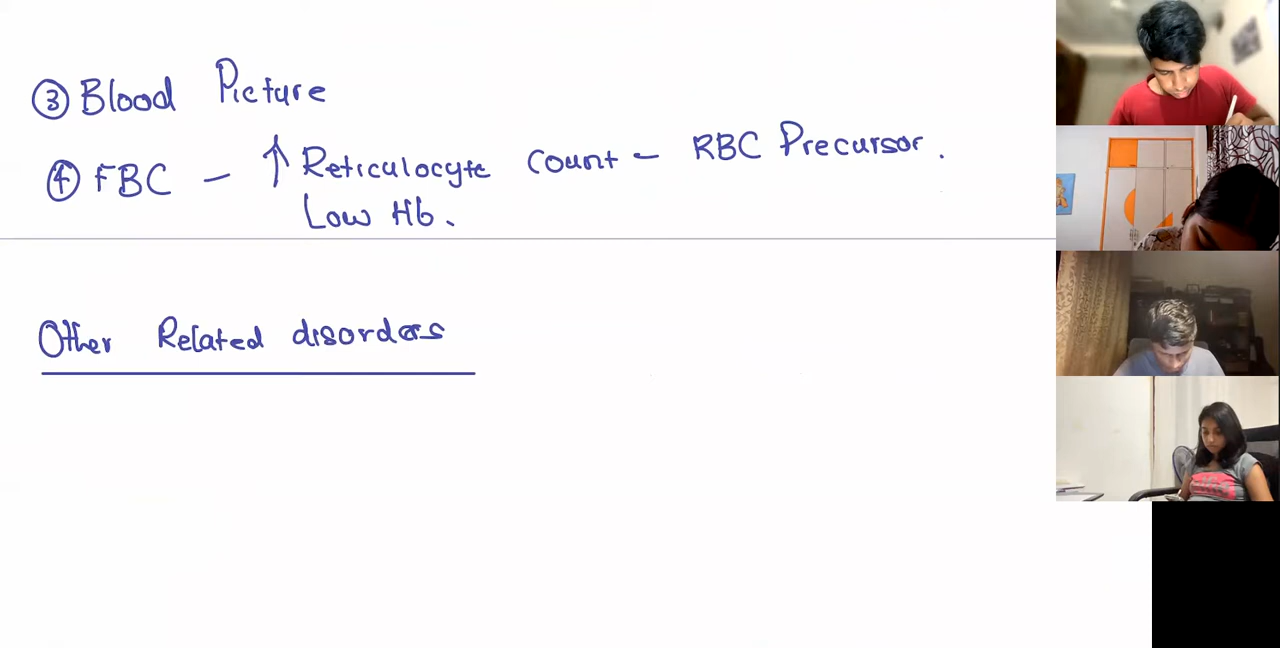 ③ Blood Picture
④ FBC - ↑ Reticulocyte Count - RBC Precursor.
Low Hb.
Other Related disorders